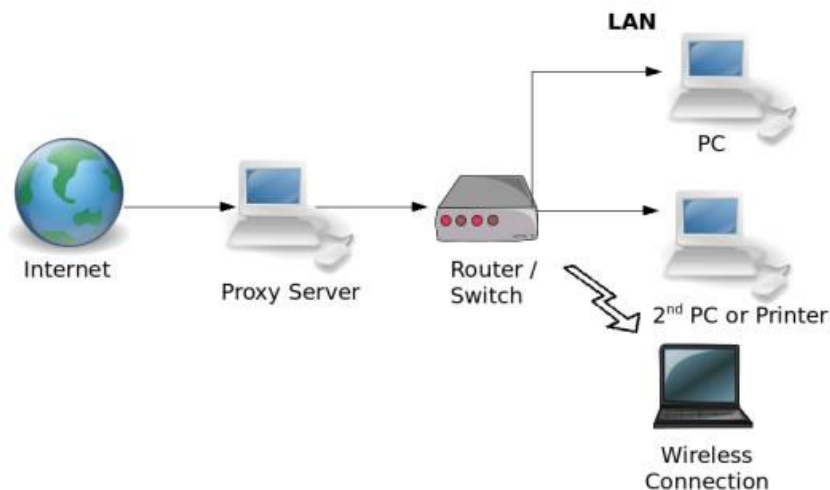 LAN
PC
Internet
Proxy Server
Router /
Switch
2nd PC or Printer
Wireless
Connection